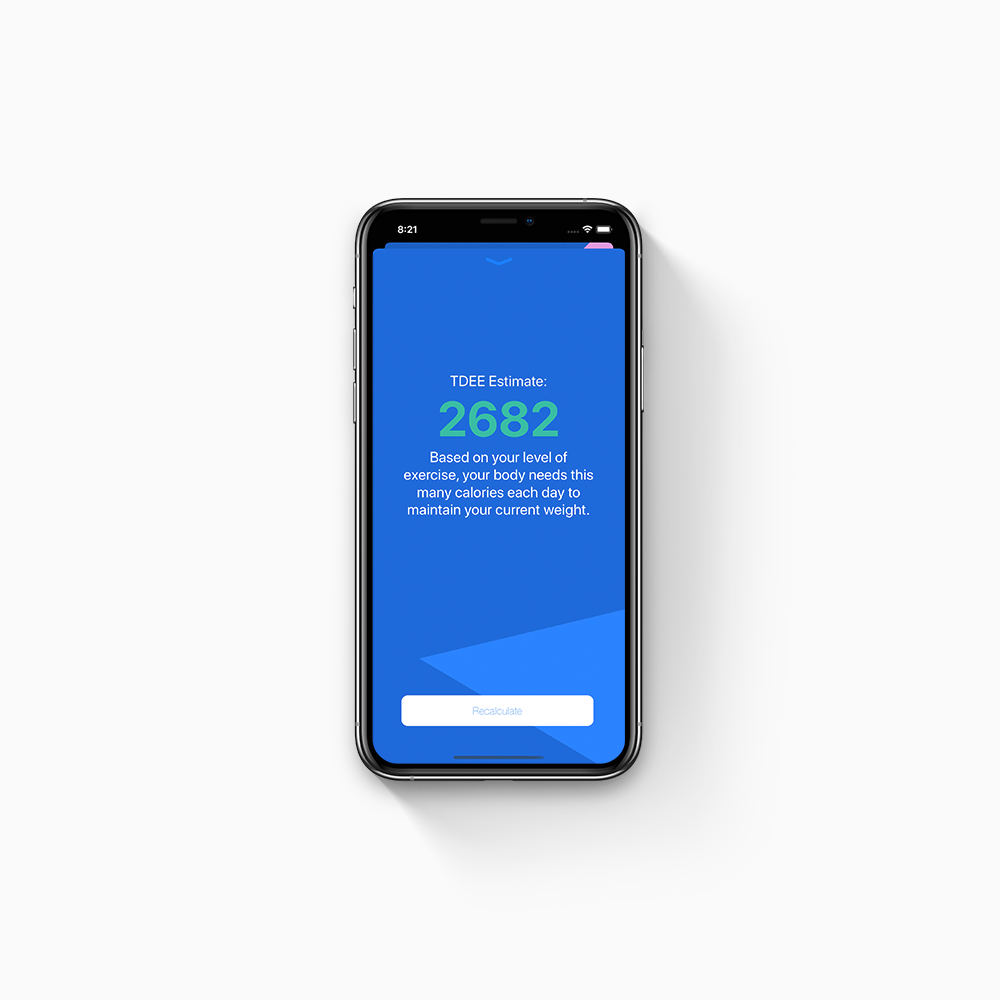 8:21
TDEE Estimate:
2682
Based on your level of
exercise, your body needs this
many calories each day to
maintain your current weight.
Recalculate